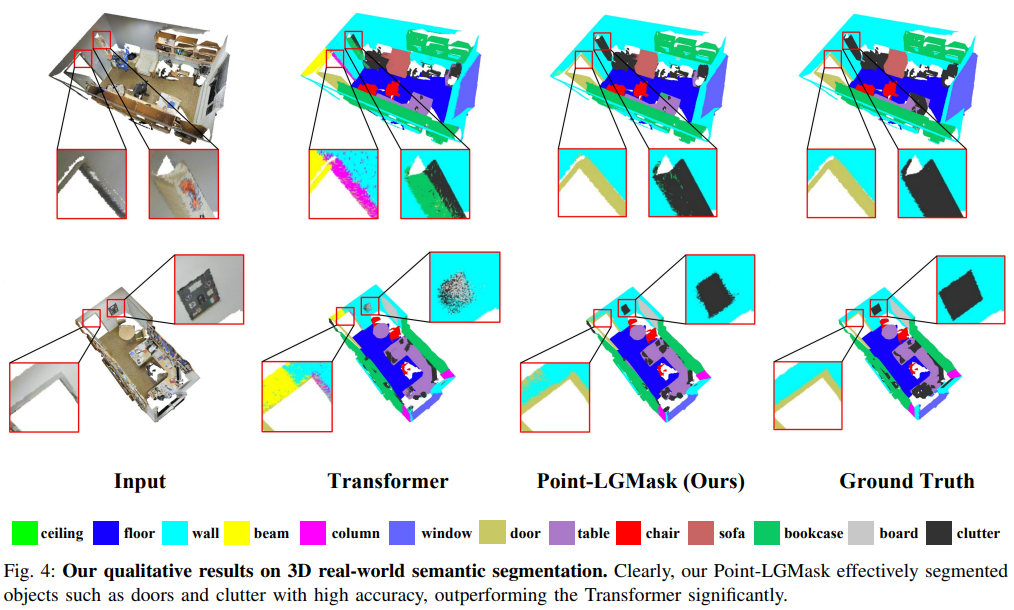 Input Transformer Point-LGMask (Ours) Ground Truth
ceiling floor wall beam column window door table chair sofa bookcase board clutter
Fig. 4: Our qualitative results on 3D real-world semantic segmentation. Clearly, our Point-LGMask effectively segmented
objects such as doors and clutter with high accuracy, outperforming the Transformer significantly.